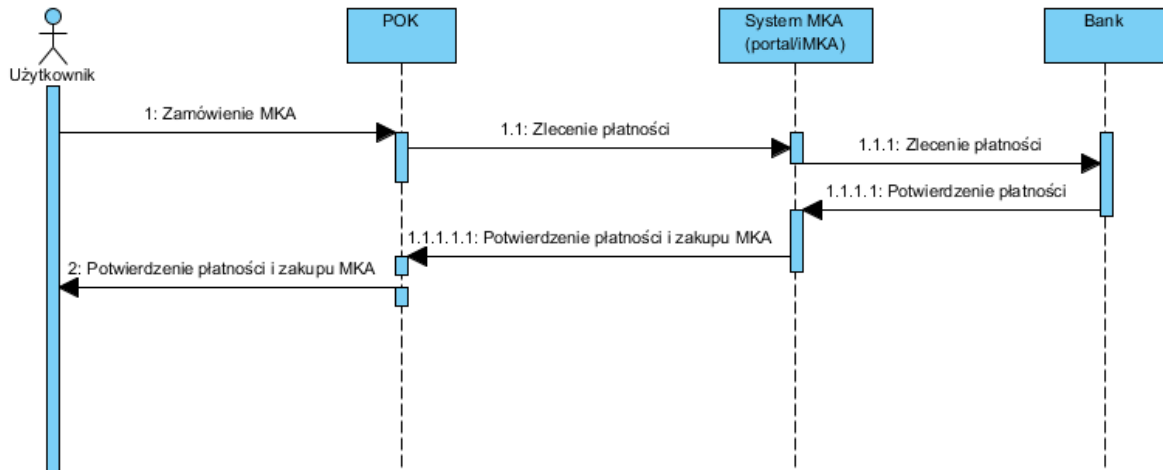 POK
System MKA
(portal/iMKA)
Bank
Użytkownik
1: Zamówienie MKA
1.1: Zlecenie płatności
1.1.1: Zlecenie płatności
1.1.1.1: Potwierdzenie płatności
1.1.1.1.1: Potwierdzenie płatności i zakupu MKA
2: Potwierdzenie płatności i zakupu MKA